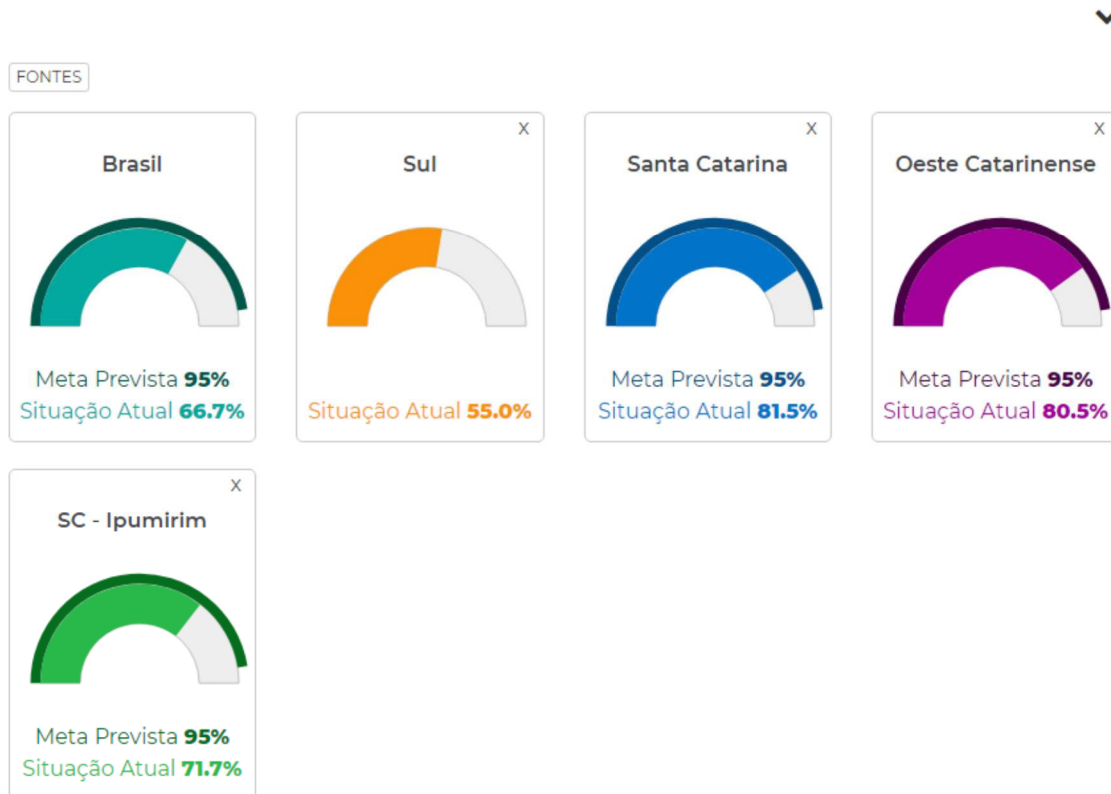 FONTES
Brasil
Meta Prevista 95%
Situação Atual 66.7%
X
Sul
Situação Atual 55.0%
X
Santa Catarina
Meta Prevista 95%
Situação Atual 81.5%
X
Oeste Catarinense
Meta Prevista 95%
Situação Atual 80.5%
X
SC - Ipumirim
Meta Prevista 95%
Situação Atual 71.7%